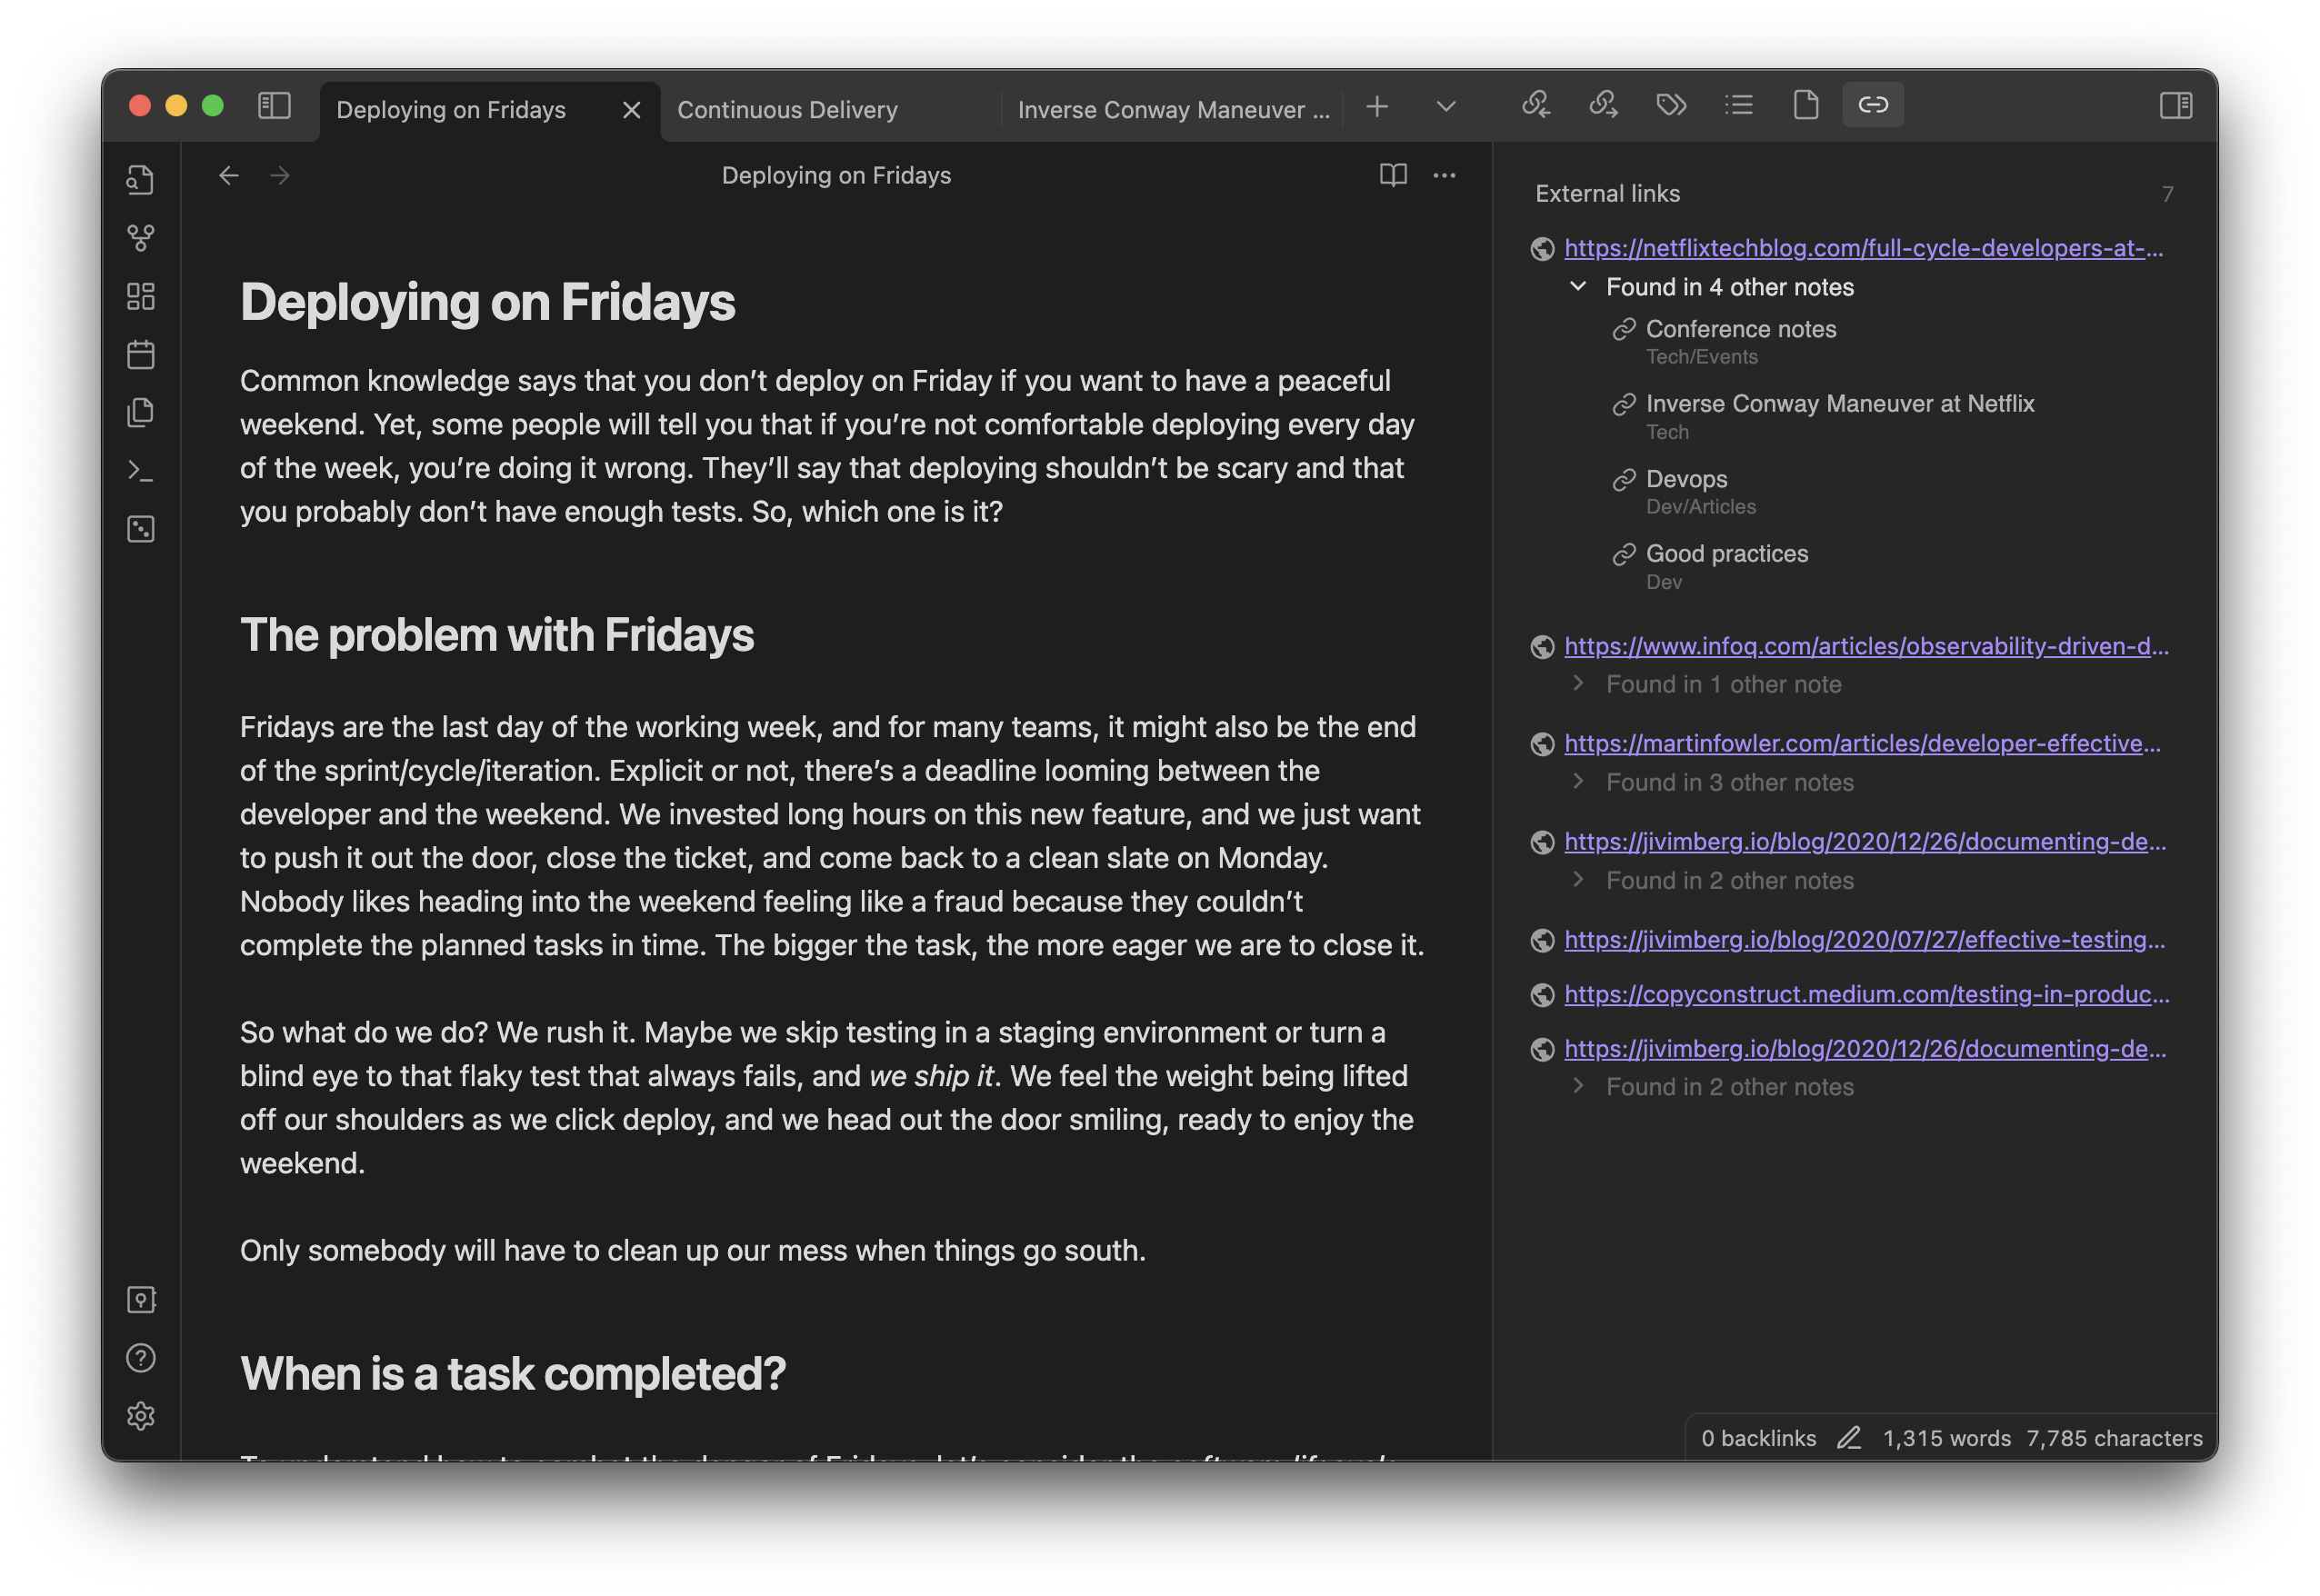 Deploying on Fridays
Continuous Delivery
Inverse Conway Maneuver ...
Deploying on Fridays
Deploying on Fridays
Common knowledge says that you don’t deploy on Friday if you want to have a peaceful
weekend. Yet, some people will tell you that if you’re not comfortable deploying every day
of the week, you’re doing it wrong. They’ll say that deploying shouldn’t be scary and that
you probably don’t have enough tests. So, which one is it?
The problem with Fridays
Fridays are the last day of the working week, and for many teams, it might also be the end
of the sprint/cycle/iteration. Explicit or not, there’s a deadline looming between the
developer and the weekend. We invested long hours on this new feature, and we just want
to push it out the door, close the ticket, and come back to a clean slate on Monday.
Nobody likes heading into the weekend feeling like a fraud because they couldn’t
complete the planned tasks in time. The bigger the task, the more eager we are to close it.
So what do we do? We rush it. Maybe we skip testing in a staging environment or turn a
blind eye to that flaky test that always fails, and we ship it. We feel the weight being lifted
off our shoulders as we click deploy, and we head out the door smiling, ready to enjoy the
weekend.
Only somebody will have to clean up our mess when things go south.
When is a task completed?
External links
7
https://netflixtechblog.com/full-cycle-developers-at-...
Found in 4 other notes
Conference notes
Tech/Events
Inverse Conway Maneuver at Netflix
Tech
Devops
Dev/Articles
Good practices
Dev
https://www.infoq.com/articles/observability-driven-d...
Found in 1 other note
https://martinfowler.com/articles/developer-effective...
Found in 3 other notes
https://jivimberg.io/blog/2020/12/26/documenting-de...
Found in 2 other notes
https://jivimberg.io/blog/2020/07/27/effective-testing...
https://copyconstruct.medium.com/testing-in-produc...
https://jivimberg.io/blog/2020/12/26/documenting-de...
Found in 2 other notes
0 backlinks
1,315 words
7,785 characters